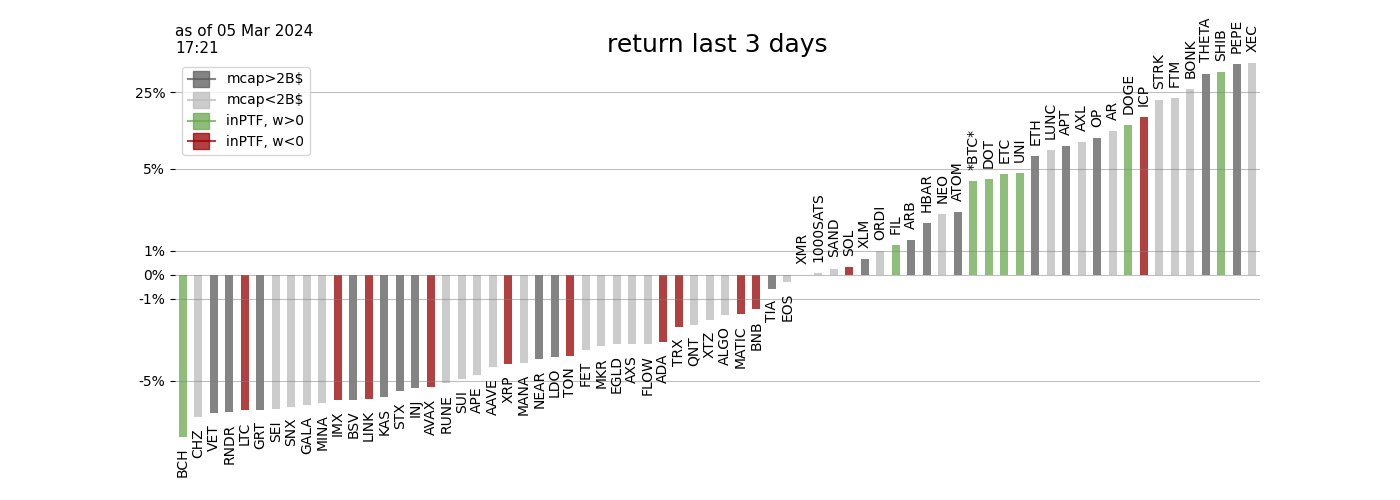 as of 05 Mar 2024
17:21
return last 3 days
mcap>2B$
mcap<2B$
inPTF, w>0
inPTF, w<0
25%
5%
1%
0%
-1%
-5%
BCH
CHZ
VET
RNDR
LTC
GRT
SEI
SNX
GALA
MINA
IMX
BSV
LINK
KAS
STX
INJ
AVAX
RUNE
SUI
APE
AAVE
XRP
MANA
NEAR
LDO
TON
FET
MKR
EGLD
AXS
FLOW
ADA
TRX
QNT
XTZ
ALGO
MATIC
BNB
TIA
EOS
XMR
1000SATS
SAND
SOL
XLM
ORDI
FIL
ARB
HBAR
NEO
ATOM
*BTC*
DOT
ETC
UNI
ETH
LUNC
APT
AXL
OP
AR
DOGE
ICP
STRK
FTM
BONK
THETA
SHIB
PEPE
XEC